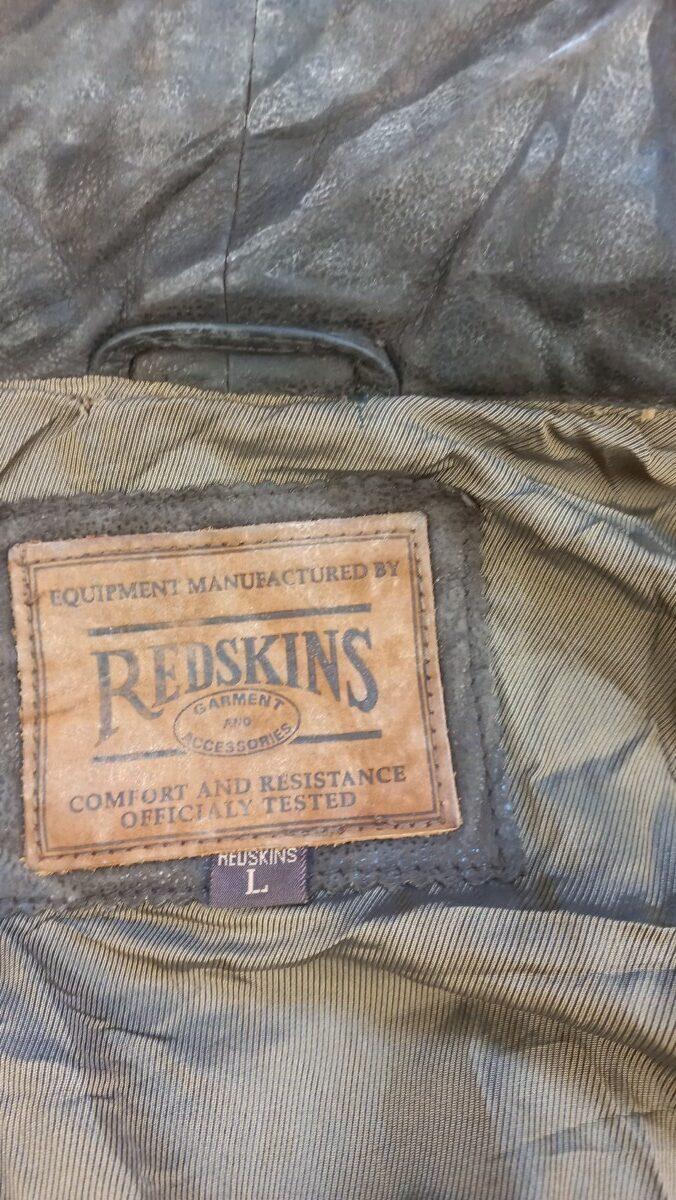 EQUIPMENT MANUFACTURED BY
REDSKINS
GARMENT
AND
ACCESSORIES
COMFORT AND RESISTANCE
OFFICIALY TESTED
REDSKINS
L